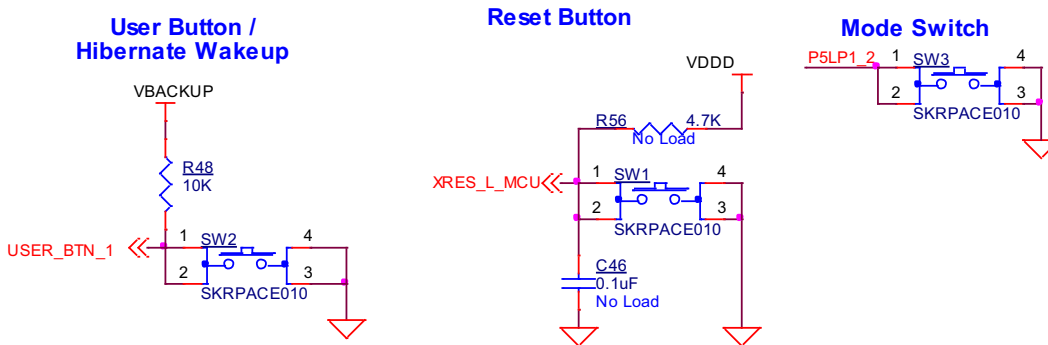 User Button /
Hibernate Wakeup
VBACKUP
R48
10K
USER_BTN_1
1
SW2
4
2
3
SKRPACE010
Reset Button
VDDD
R56
4.7K
No Load
XRES_L_MCU
1
SW1
4
2
3
SKRPACE010
C46
0.1uF
No Load
Mode Switch
P5LP1_2
1
SW3
4
2
3
SKRPACE010